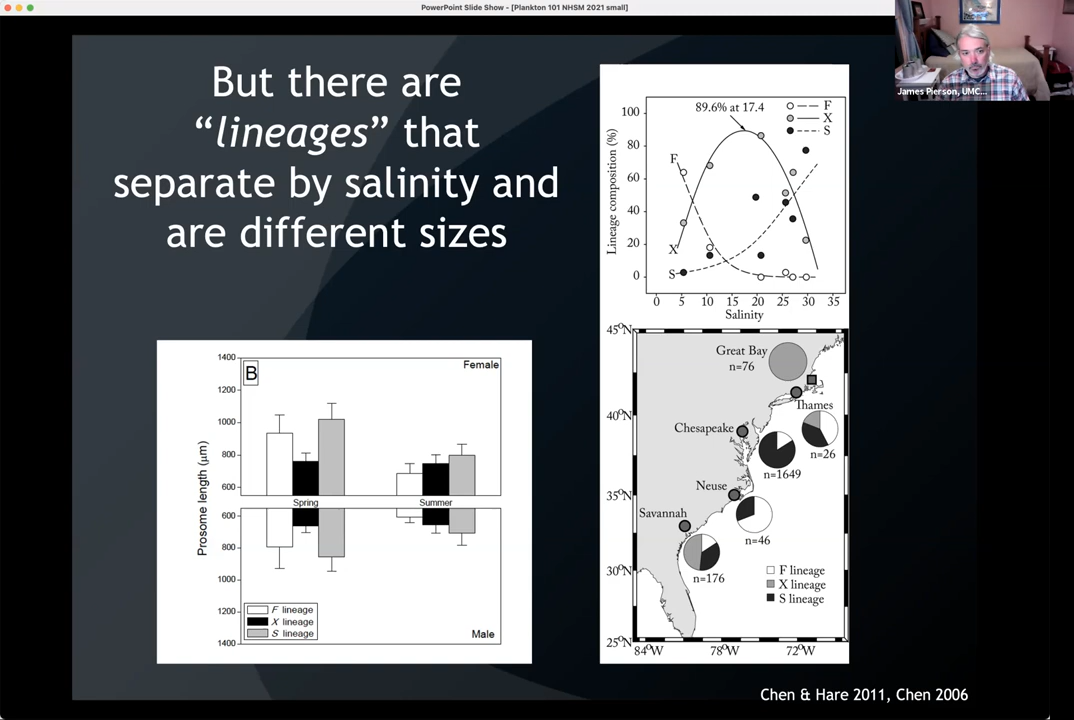 PowerPoint Slide Show - [Plankton 101 NHSM 2021 small]
James Pierson, UMC...
But there are
“lineages” that
separate by salinity and
are different sizes
B
Female
1400
1200
1000
800
600
Spring
Summer
Prosome length (μm)
600
800
1000
1200
1400
F lineage
X lineage
S lineage
Male
89.6% at 17.4
F
X
S
Lineage composition (%)
100
80
60
40
20
0
F
X
S
0 5 10 15 20 25 30 35
Salinity
45°N
40°N
35°N
30°N
25°N
Great Bay
n=76
Thames
n=26
Chesapeake
n=1649
Neuse
n=46
Savannah
n=176
F lineage
X lineage
S lineage
84°W 78°W 72°W
Chen & Hare 2011, Chen 2006